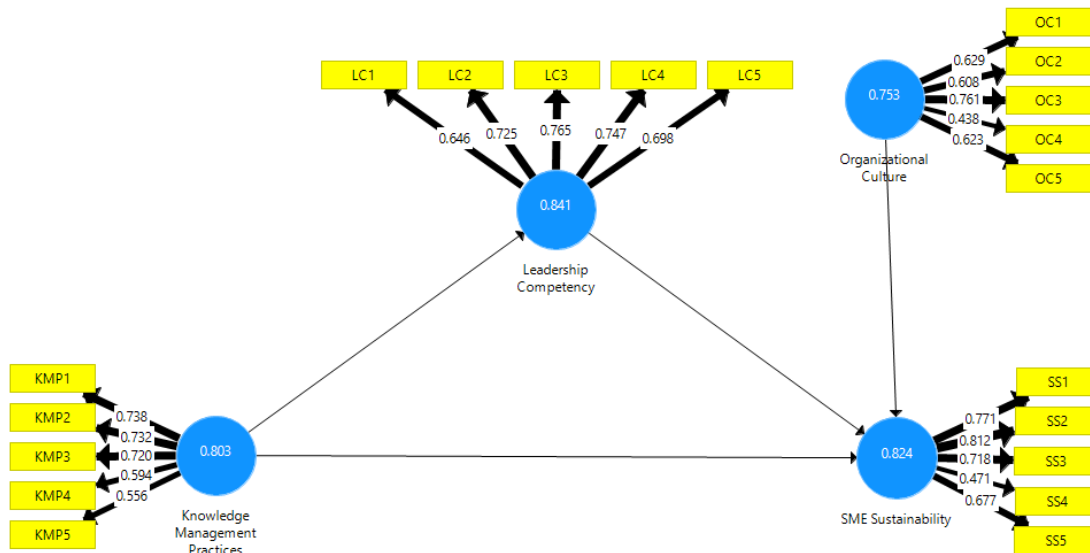 OC1
0.629
OC2
0.608
0.753
0.761
OC3
0.438
OC4
0.623
OC5
Organizational
Culture
LC1
LC2
LC3
LC4
LC5
0.646
0.725
0.765
0.747
0.698
0.841
Leadership
Competency
KMP1
0.738
KMP2
0.732
KMP3
0.720
0.803
0.594
KMP4
0.556
KMP5
Knowledge
Management
Practices
SS1
0.771
SS2
0.812
0.824
0.718
SS3
0.471
SS4
0.677
SS5
SME Sustainability